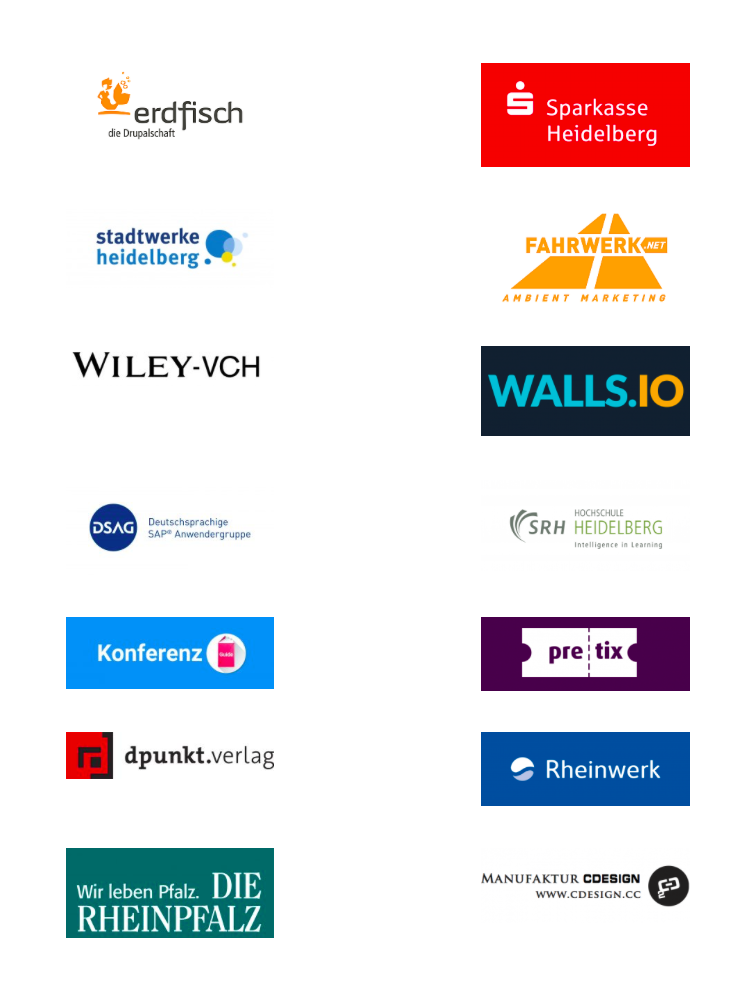 erdfisch
die Drupalschaft
Sparkasse
Heidelberg
stadtwerke
heidelberg
FAHRWERK.NET
AMBIENT MARKETING
WILEY-VCH
WALLS.IO
DSAG
Deutschsprachige
SAP® Anwendergruppe
SRH
HOCHSCHULE
HEIDELBERG
Intelligence in Learning
Konferenz
Guide
pretix
dpunkt.verlag
Rheinwerk
Wir leben Pfalz. DIE
RHEINPFALZ
MANUFAKTUR CDESIGN
WWW.CDESIGN.CC